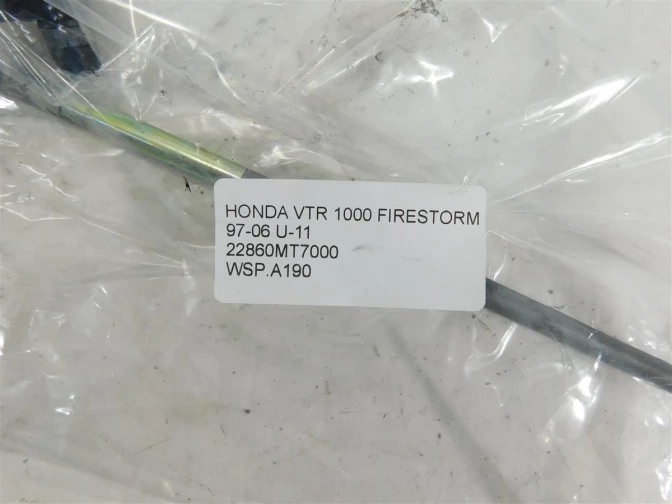 HONDA VTR 1000 FIRESTORM
97-06 U-11
22860MT7000
WSP.A190